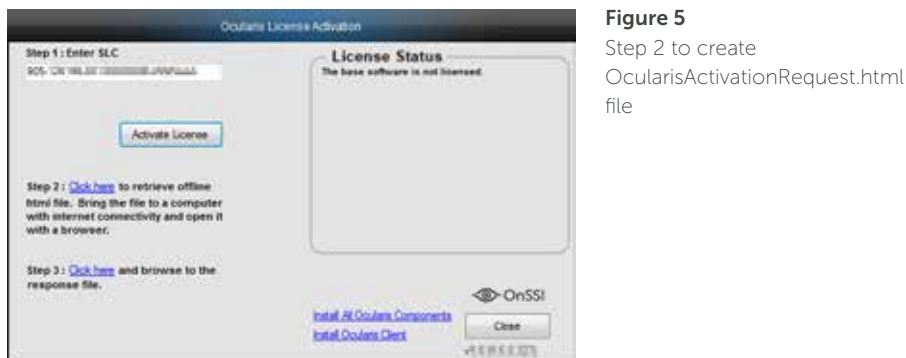 Ocularis License Activation
Step 1 : Enter SLC
Activate License
Step 2 : Click here to retrieve offline
html file. Bring the file to a computer
with internet connectivity and open it
with a browser.
Step 3 : Click here and browse to the
response file.
License Status
The base software is not licensed.
OnSSI
Install All Ocularis Components
Install Ocularis Client
Close
Figure 5
Step 2 to create
OcularisActivationRequest.html
file